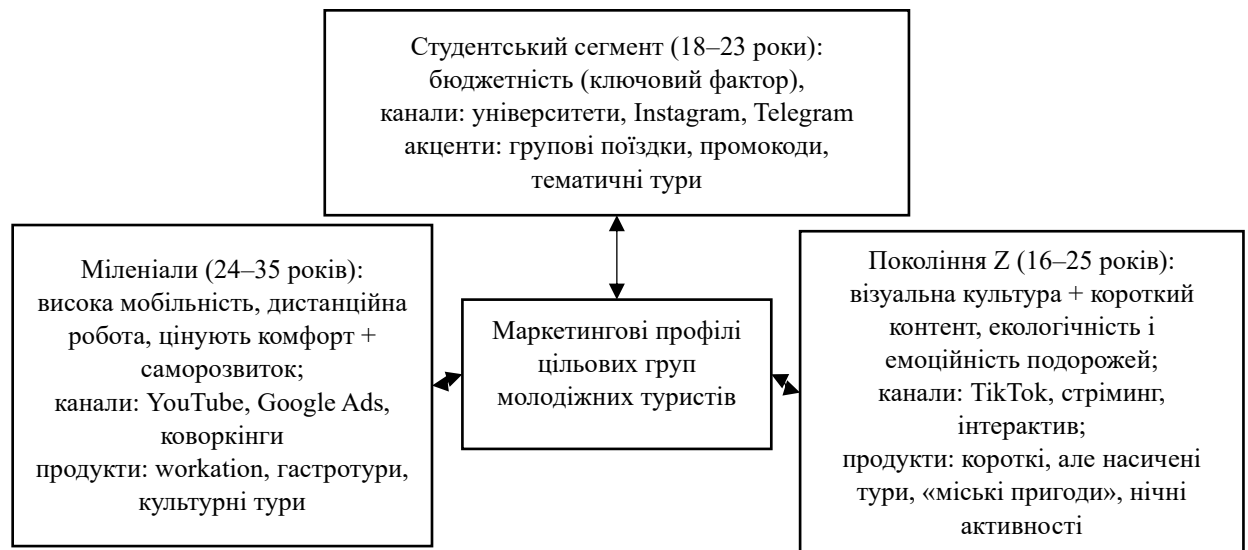 Студентський сегмент (18–23 роки):
бюджетність (ключовий фактор),
канали: університети, Instagram, Telegram
акценти: групові поїздки, промокоди,
тематичні тури
Міленіали (24–35 років):
висока мобільність, дистанційна
робота, цінують комфорт +
саморозвиток;
канали: YouTube, Google Ads,
коворкінги
продукти: workation, гастротури,
культурні тури
Маркетингові профілі
цільових груп
молодіжних туристів
Покоління Z (16–25 років):
візуальна культура + короткий
контент, екологічність і
емоційність подорожей;
канали: TikTok, стрімінг,
інтерактив;
продукти: короткі, але насичені
тури, «міські пригоди», нічні
активності